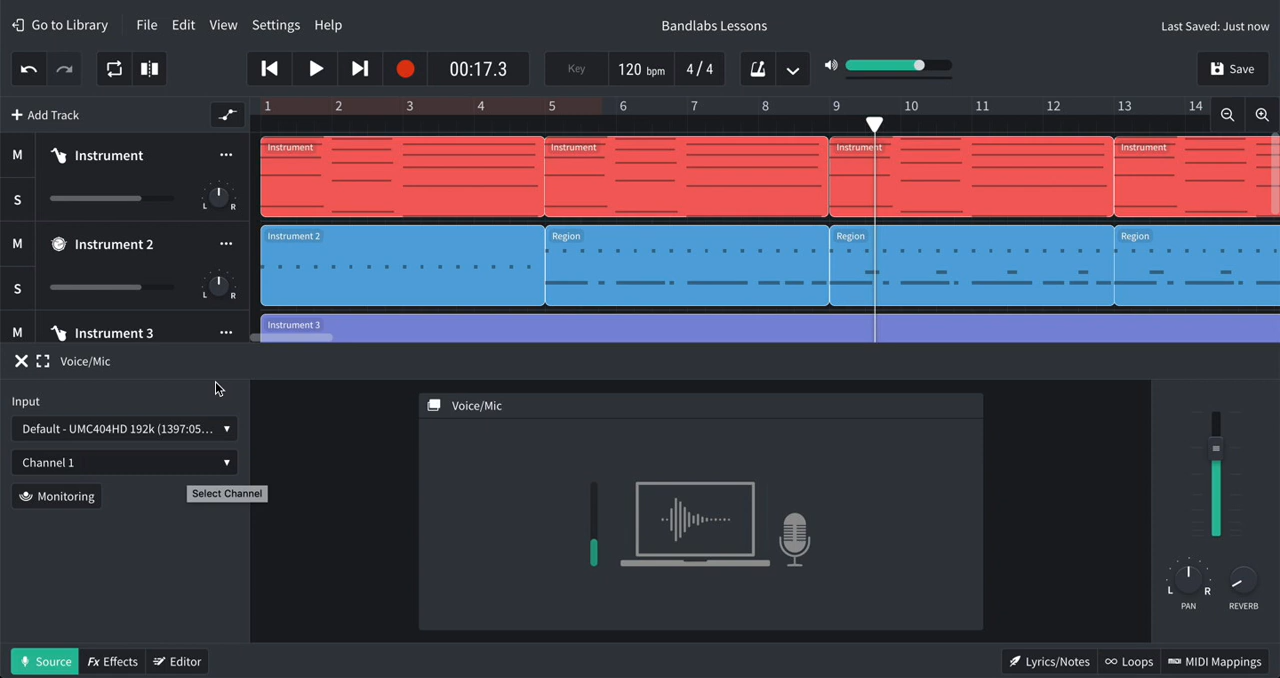 Go to Library File Edit View Settings Help Bandlabs Lessons Last Saved: Just now
00:17.3 Key 120 bpm 4/4 Save
Add Track 1 2 3 4 5 6 7 8 9 10 11 12 13 14
M Instrument ... Instrument Instrument Instrument Instrument
S L R
M Instrument 2 ... Instrument 2 Region Region Region
S L R
M Instrument 3 ... Instrument 3
Voice/Mic
Input
Voice/Mic
Default - UMC404HD 192k (1397:05...
Channel 1
Monitoring Select Channel
L R
PAN REVERB
Source Fx Effects Editor Lyrics/Notes Loops MIDI Mappings